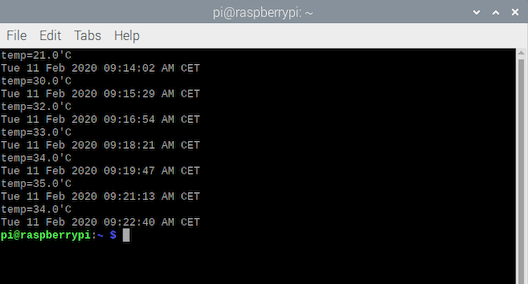 pi@raspberrypi: ~
File Edit Tabs Help
temp=21.0'C
Tue 11 Feb 2020 09:14:02 AM CET
temp=30.0'C
Tue 11 Feb 2020 09:15:29 AM CET
temp=32.0'C
Tue 11 Feb 2020 09:16:54 AM CET
temp=33.0'C
Tue 11 Feb 2020 09:18:21 AM CET
temp=34.0'C
Tue 11 Feb 2020 09:19:47 AM CET
temp=35.0'C
Tue 11 Feb 2020 09:21:13 AM CET
temp=34.0'C
Tue 11 Feb 2020 09:22:40 AM CET
pi@raspberrypi:~ $